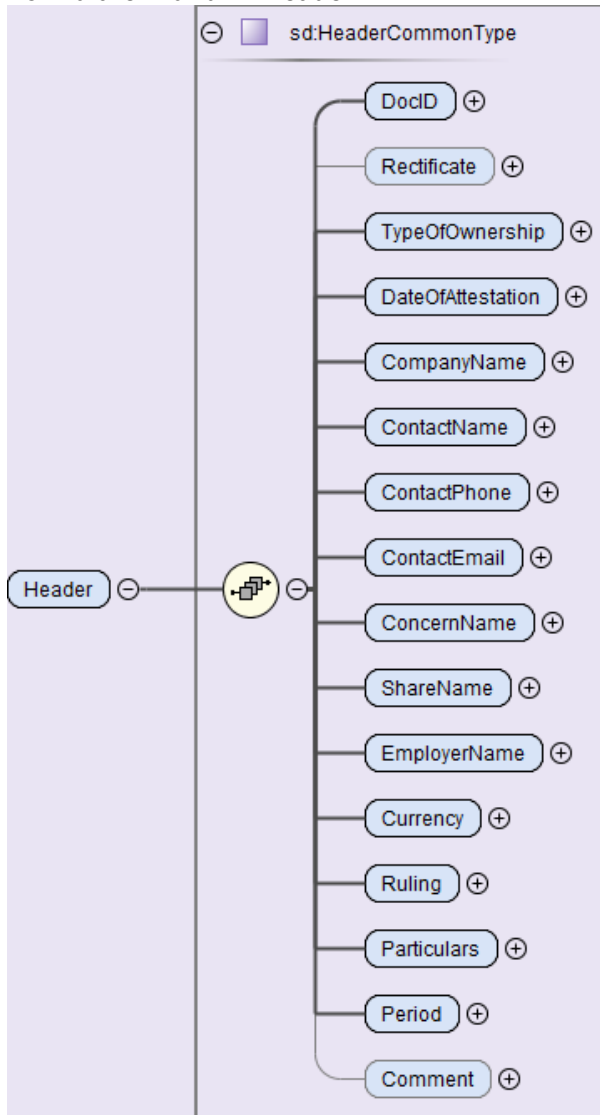 sd:HeaderCommonType
DocID
Rectificate
TypeOfOwnership
DateOfAttestation
CompanyName
ContactName
ContactPhone
ContactEmail
Header
ConcernName
ShareName
EmployerName
Currency
Ruling
Particulars
Period
Comment